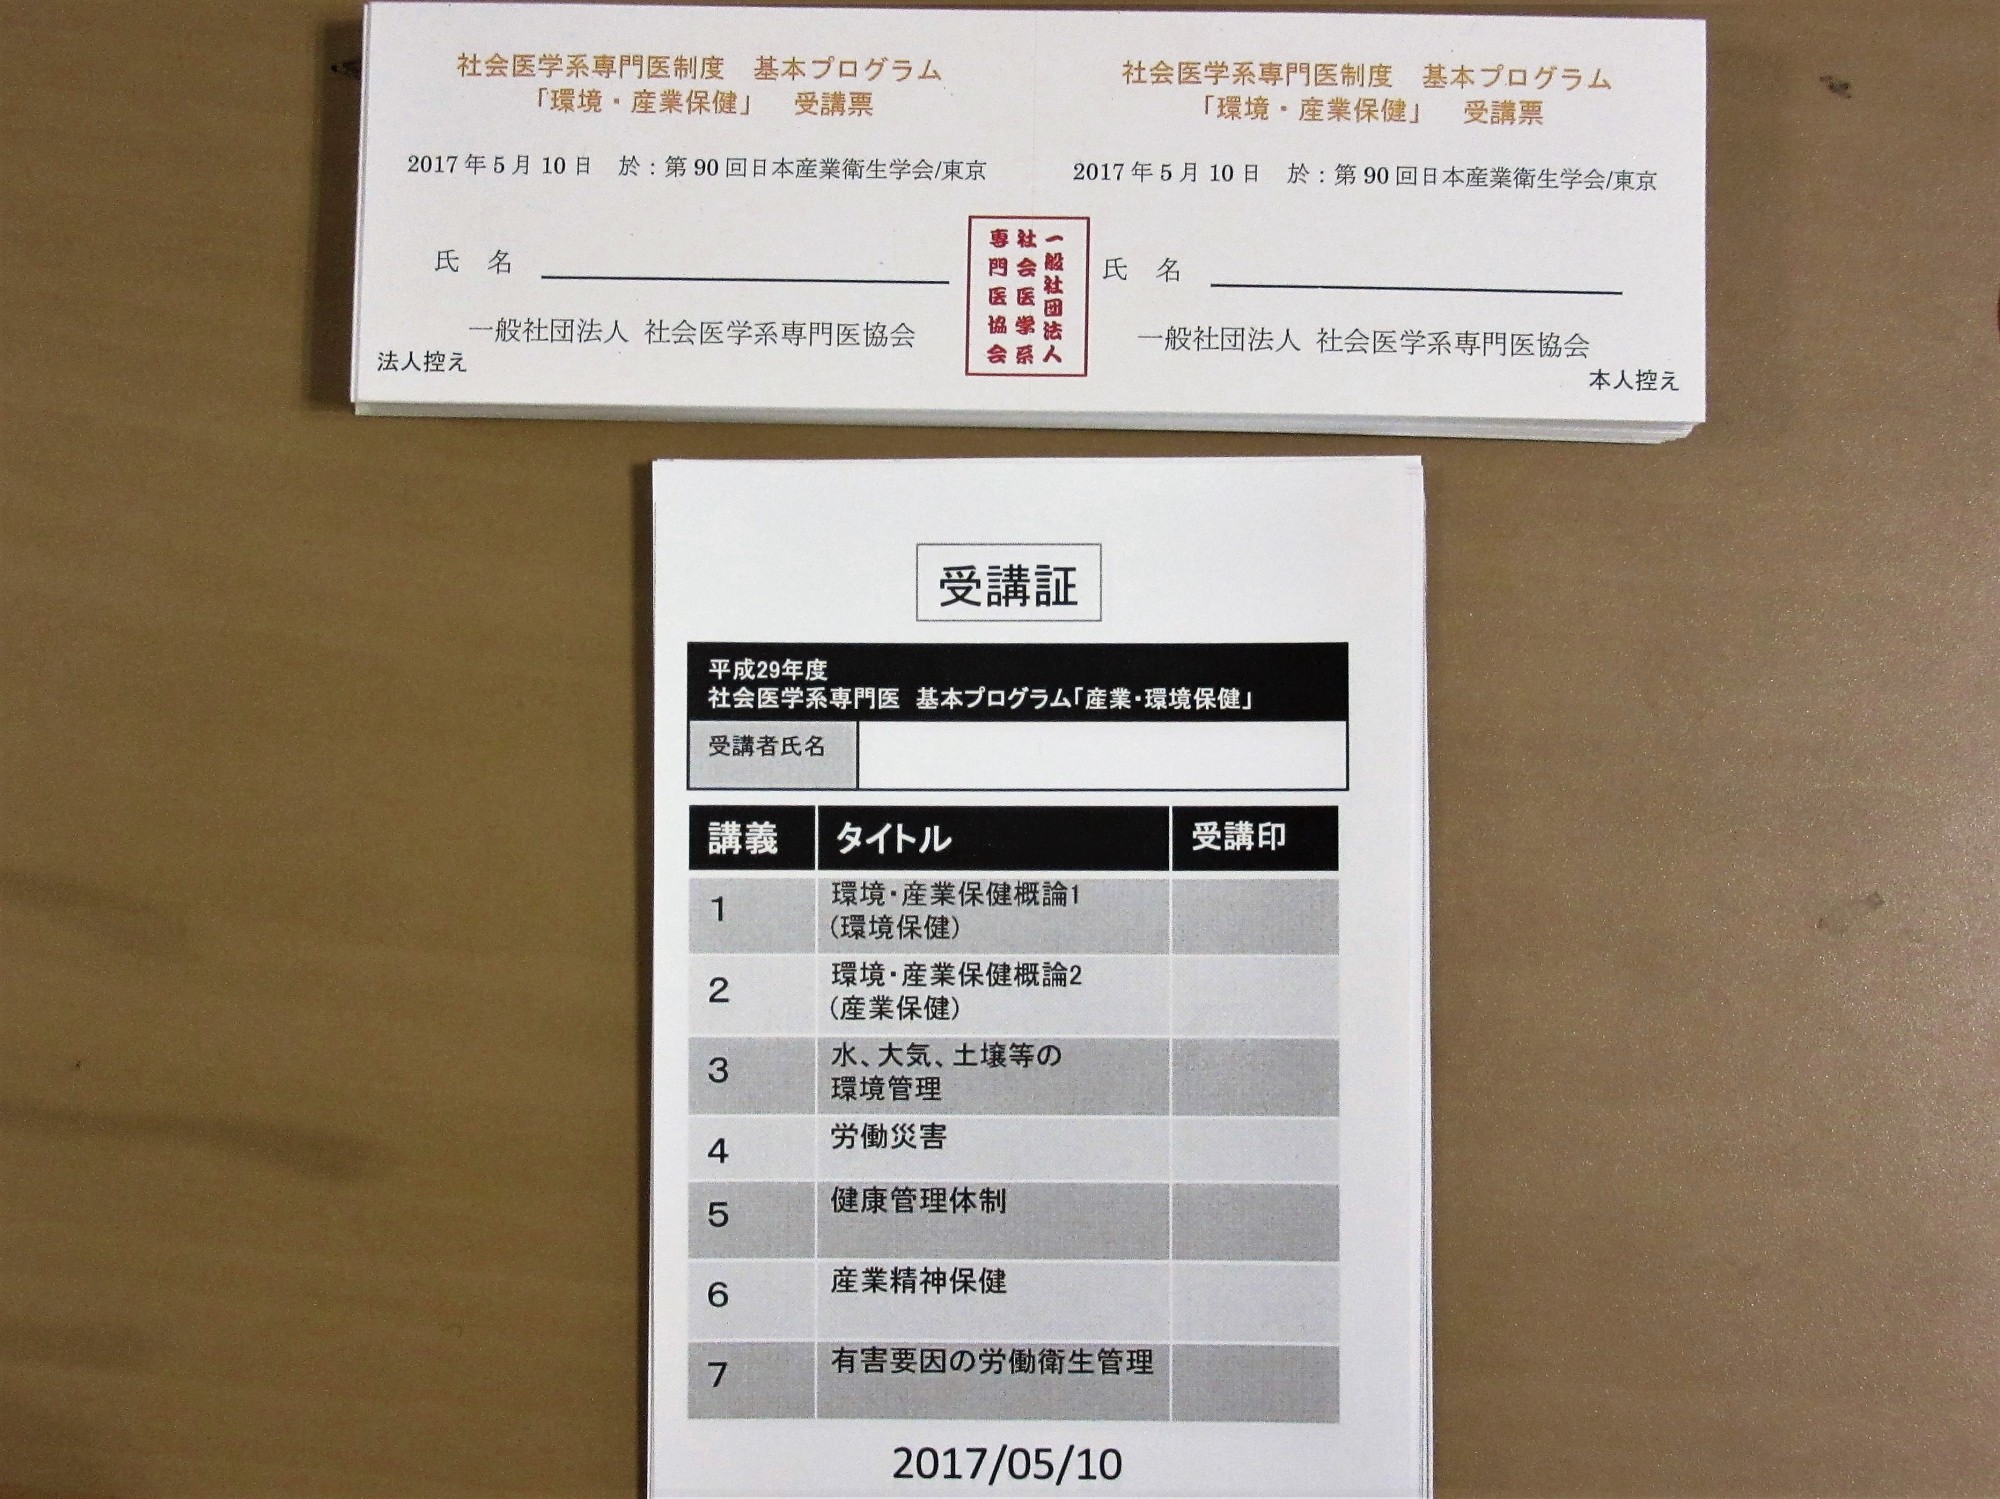 社会医学系専門医制度　基本プログラム
「環境・産業保健」　受講票
2017年5月10日　於：第90回日本産業衛生学会/東京
氏　名
一般社団法人 社会医学系専門医協会
法人控え
一般社団法人
社会医学系
専門医協会
社会医学系専門医制度　基本プログラム
「環境・産業保健」　受講票
2017年5月10日　於：第90回日本産業衛生学会/東京
氏　名
一般社団法人 社会医学系専門医協会
本人控え
受講証
平成29年度
社会医学系専門医 基本プログラム「産業・環境保健」
受講者氏名
講義 タイトル 受講印
1 環境・産業保健概論1
(環境保健)
2 環境・産業保健概論2
(産業保健)
3 水、大気、土壌等の
環境管理
4 労働災害
5 健康管理体制
6 産業精神保健
7 有害要因の労働衛生管理
2017/05/10